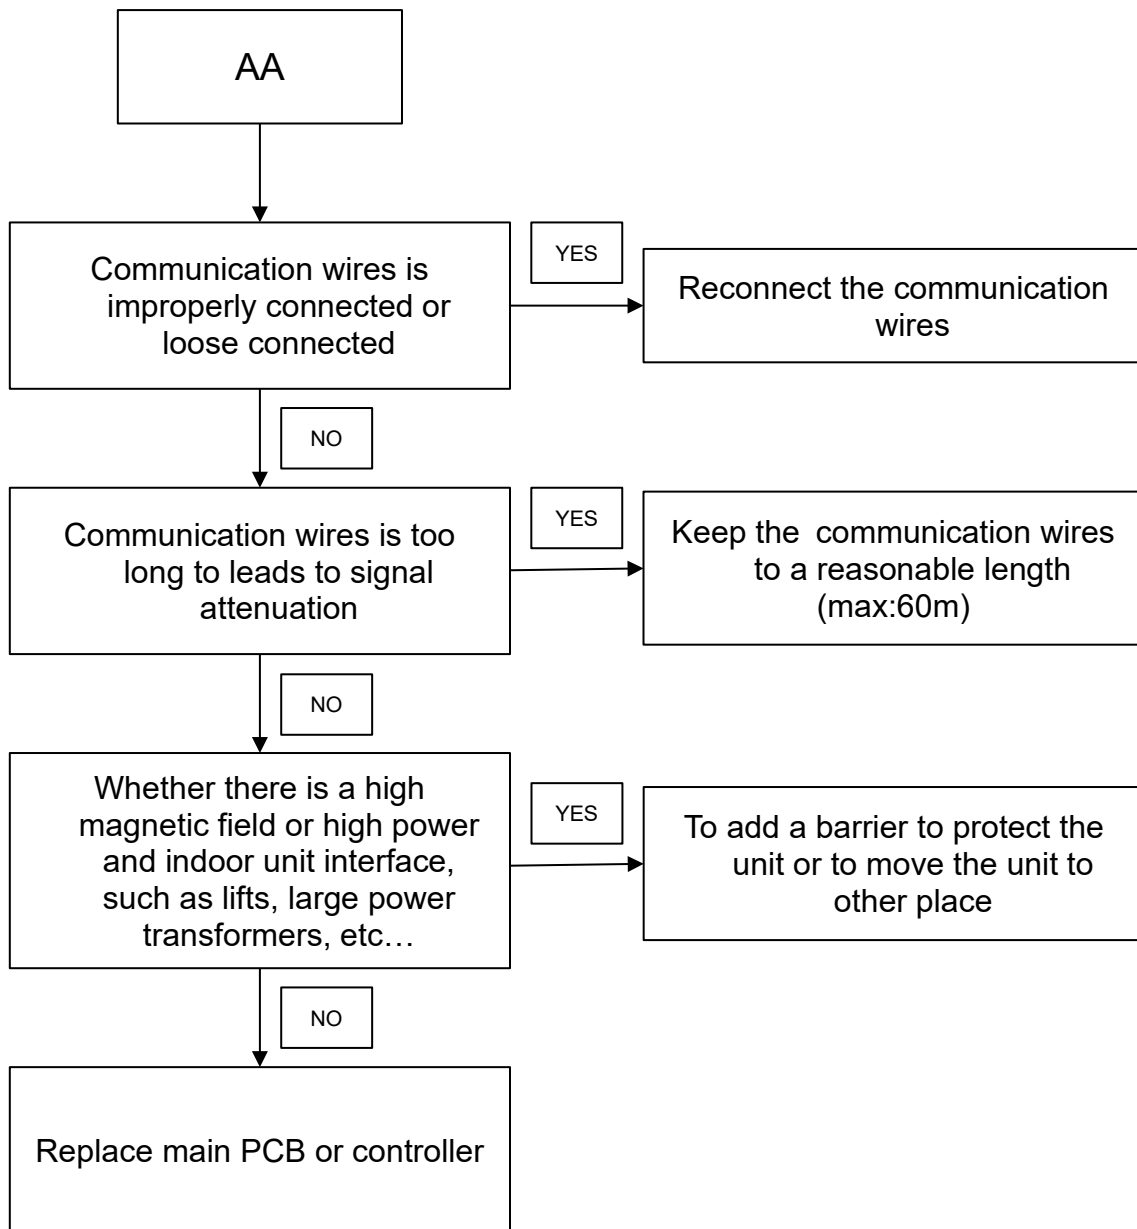 AA
Communication wires is
improperly connected or
loose connected
YES
Reconnect the communication
wires
NO
Communication wires is too
long to leads to signal
attenuation
YES
Keep the  communication wires
to a reasonable length
(max:60m)
NO
Whether there is a high
magnetic field or high power
and indoor unit interface,
such as lifts, large power
transformers, etc…
YES
To add a barrier to protect the
unit or to move the unit to
other place
NO
Replace main PCB or controller